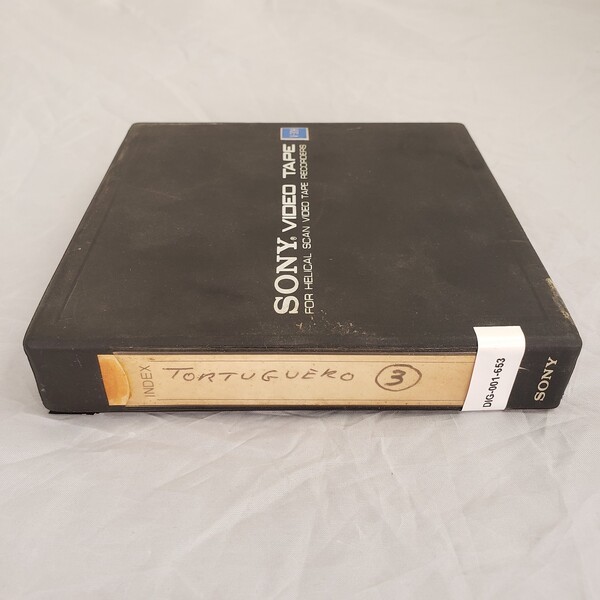 SONY® VIDEO TAPE
FOR HELICAL SCAN VIDEO TAPE RECORDERS
INDEX
TORTUGUERO 3
DIG-001-653
SONY